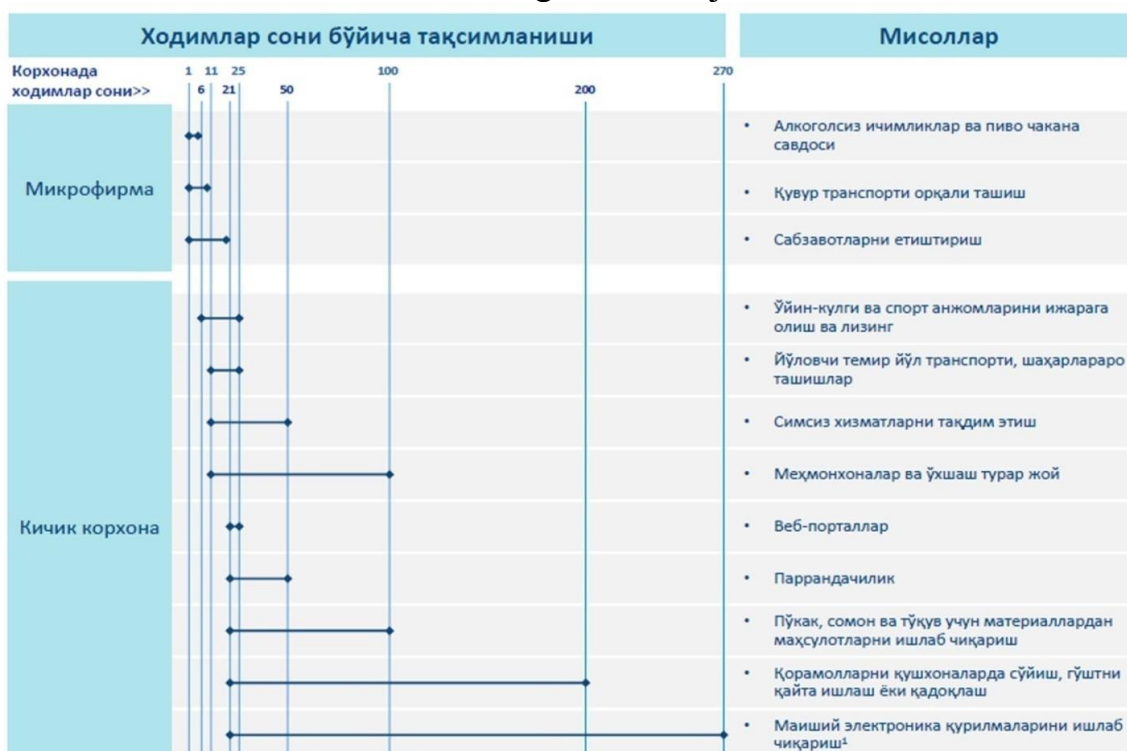 Ходимлар сони бўйича тақсимланиши
Мисоллар
Корхонада
ходимлар сони>>
1 11 25 100 270
6 21 50 200
Микрофирма
• Алкоголсиз ичимликлар ва пиво чакана
савдоси
• Қувур транспорти орқали ташиш
• Сабзавотларни етиштириш
Кичик корхона
• Ўйин-кулги ва спорт анжомларини ижарага
олиш ва лизинг
• Йўловчи темир йўл транспорти, шаҳарлараро
ташишлар
• Симсиз хизматларни тақдим этиш
• Меҳмонхоналар ва ўхшаш турар жой
• Веб-порталлар
• Паррандачилик
• Пўкак, сомон ва тўқув учун материаллардан
маҳсулотларни ишлаб чиқариш
• Қорамолларни қушхоналарда сўйиш, гўштни
қайта ишлаш ёки қадоқлаш
• Маиший электроника қурилмаларини ишлаб
чиқариш¹